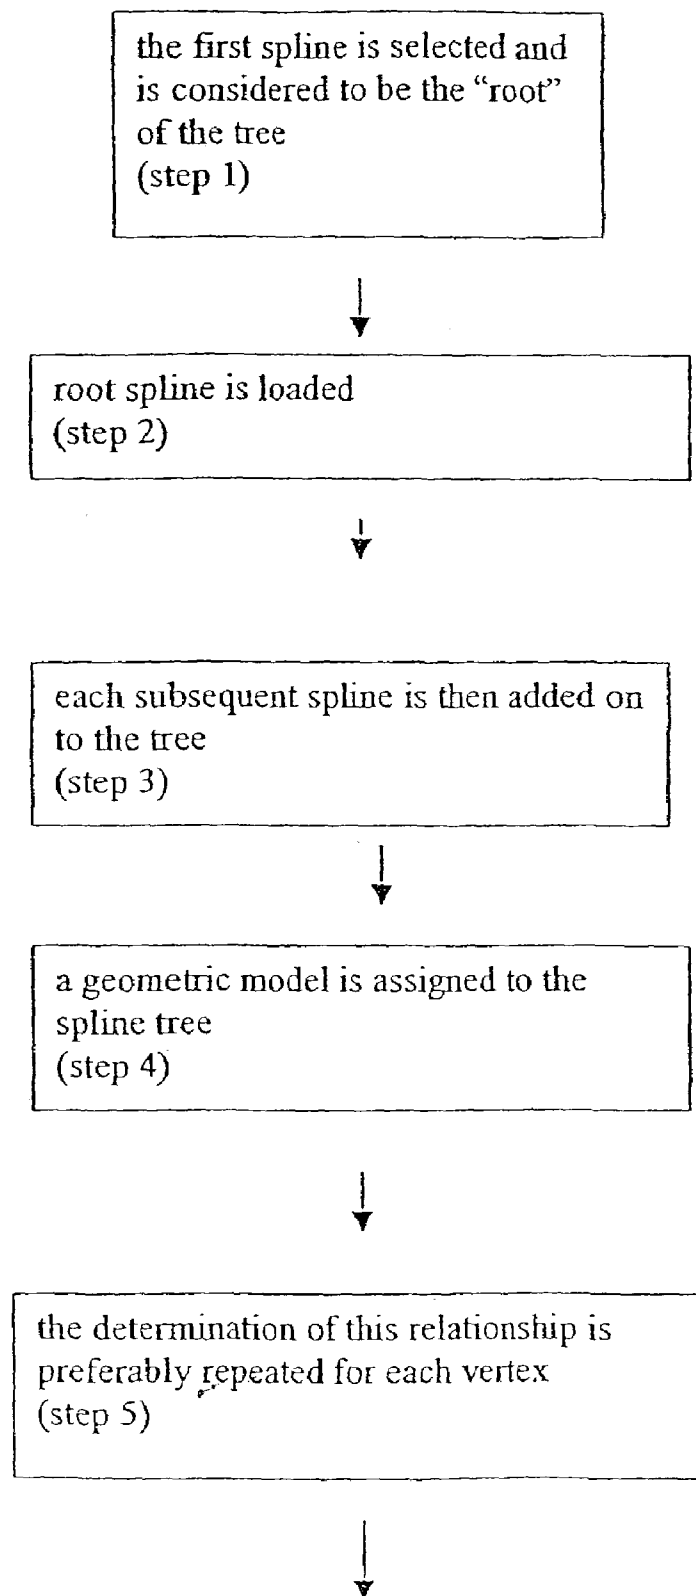 the first spline is selected and
is considered to be the “root”
of the tree
(step 1)
root spline is loaded
(step 2)
each subsequent spline is then added on
to the tree
(step 3)
a geometric model is assigned to the
spline tree
(step 4)
the determination of this relationship is
preferably repeated for each vertex
(step 5)